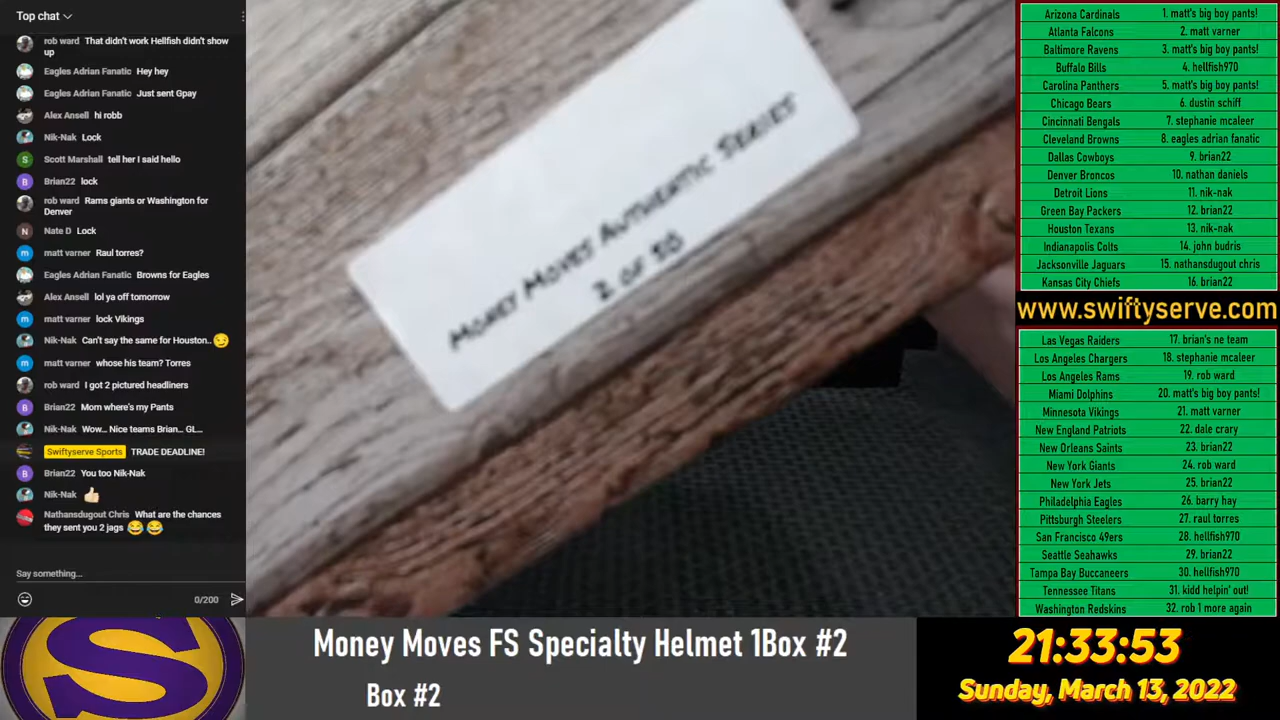 Top chat
rob ward That didn't work Hellfish didn't show
up
Eagles Adrian Fanatic Hey hey
Eagles Adrian Fanatic Just sent Gpay
Alex Ansell hi robb
Nik-Nak Lock
S Scott Marshall tell her I said hello
B Brian22 lock
rob ward Rams giants or Washington for
Denver
N Nate D Lock
m matt varner Raul torres?
Eagles Adrian Fanatic Browns for Eagles
Alex Ansell lol ya off tomorrow
m matt varner lock Vikings
Nik-Nak Can't say the same for Houston..😏
m matt varner whose his team? Torres
rob ward I got 2 pictured headliners
B Brian22 Mom where's my Pants
Nik-Nak Wow... Nice teams Brian... GL...
Swiftyserve Sports TRADE DEADLINE!
B Brian22 You too Nik-Nak
Nik-Nak 👍🏻
Nathansdugout Chris What are the chances
they sent you 2 jags 😂 😂
Say something...
0/200
MONEY MOVES AUTHENTIC SERIES
2 OF 50
Arizona Cardinals 1. matt's big boy pants!
Atlanta Falcons 2. matt varner
Baltimore Ravens 3. matt's big boy pants!
Buffalo Bills 4. hellfish970
Carolina Panthers 5. matt's big boy pants!
Chicago Bears 6. dustin schiff
Cincinnati Bengals 7. stephanie mcaleer
Cleveland Browns 8. eagles adrian fanatic
Dallas Cowboys 9. brian22
Denver Broncos 10. nathan daniels
Detroit Lions 11. nik-nak
Green Bay Packers 12. brian22
Houston Texans 13. nik-nak
Indianapolis Colts 14. john budris
Jacksonville Jaguars 15. nathansdugout chris
Kansas City Chiefs 16. brian22
www.swiftyserve.com
Las Vegas Raiders 17. brian's ne team
Los Angeles Chargers 18. stephanie mcaleer
Los Angeles Rams 19. rob ward
Miami Dolphins 20. matt's big boy pants!
Minnesota Vikings 21. matt varner
New England Patriots 22. dale crary
New Orleans Saints 23. brian22
New York Giants 24. rob ward
New York Jets 25. brian22
Philadelphia Eagles 26. barry hay
Pittsburgh Steelers 27. raul torres
San Francisco 49ers 28. hellfish970
Seattle Seahawks 29. brian22
Tampa Bay Buccaneers 30. hellfish970
Tennessee Titans 31. kidd helpin' out!
Washington Redskins 32. rob 1 more again
S
Money Moves FS Specialty Helmet 1Box #2
Box #2
21:33:53
Sunday, March 13, 2022